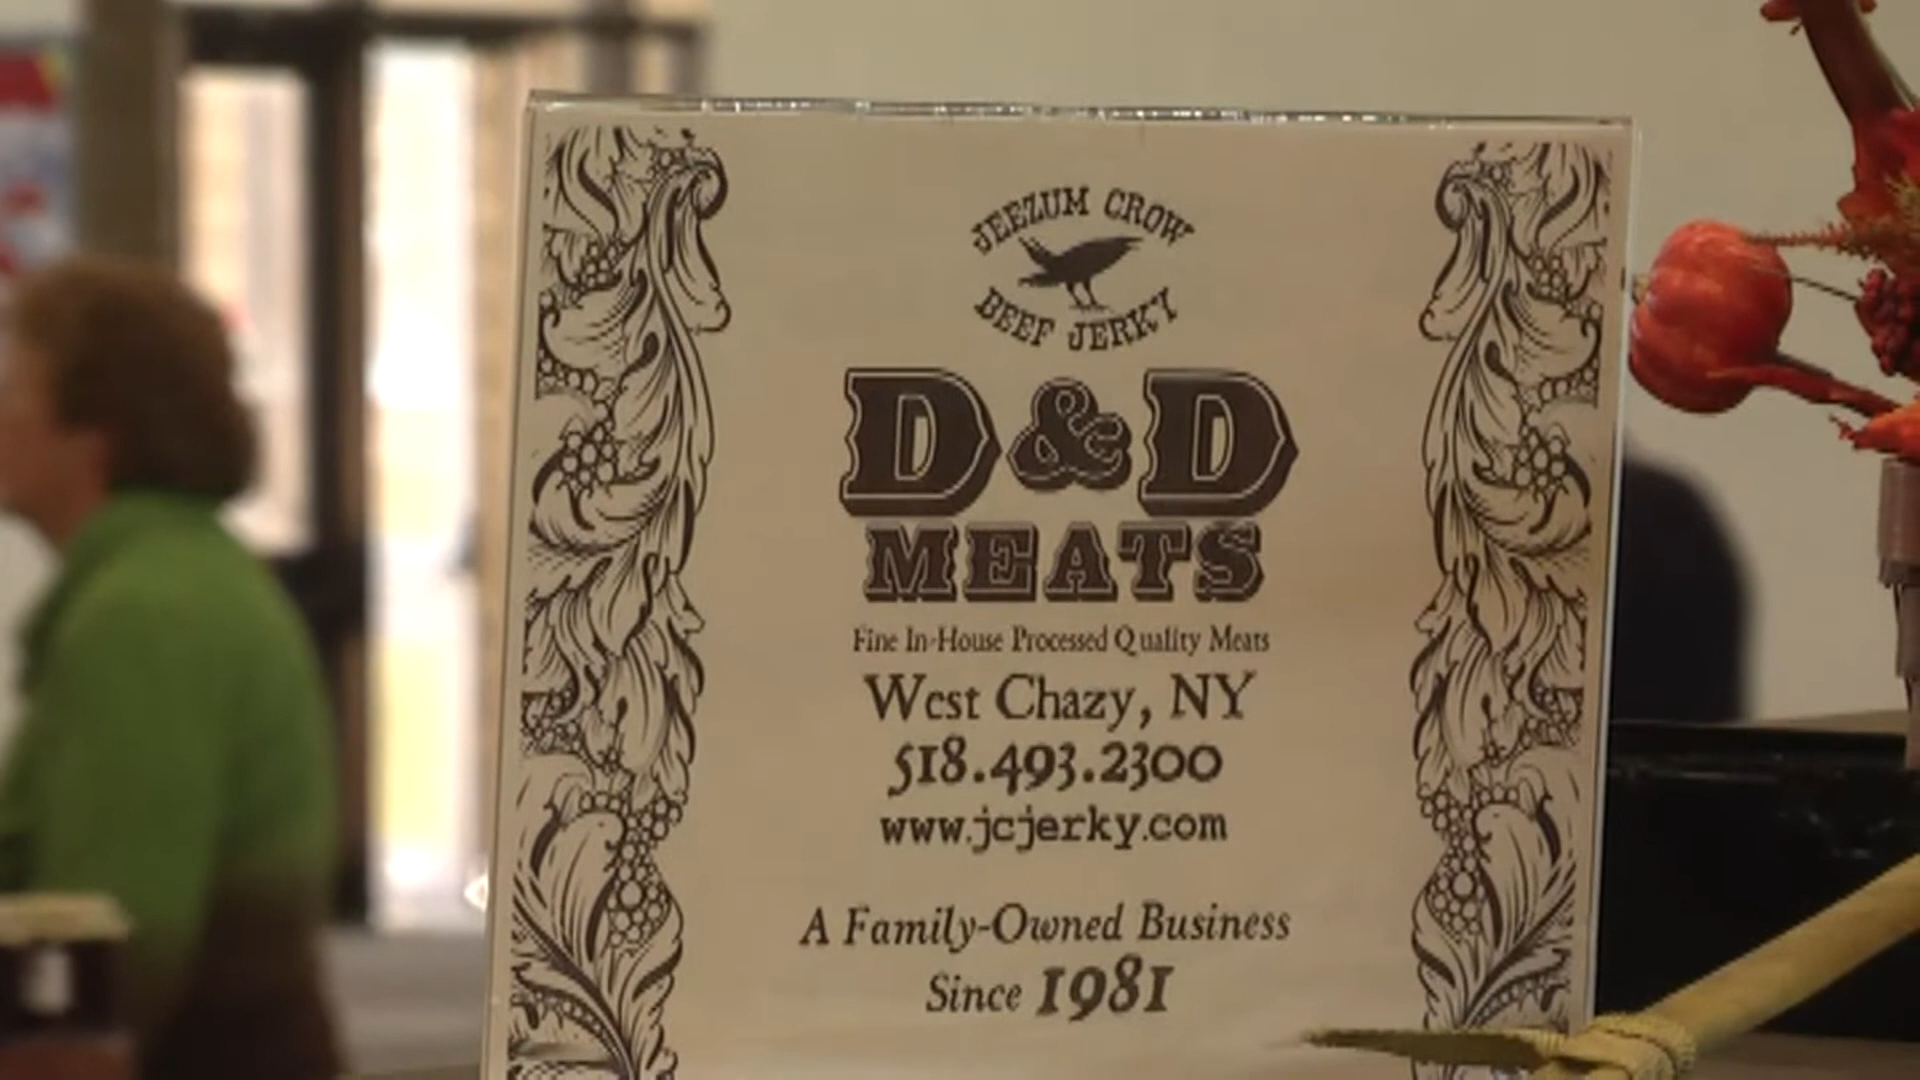 JEEZUM CROW
BEEF JERKY
D&D
MEATS
Fine In-House Processed Quality Meats
West Chazy, NY
518.493.2300
www.jcjerky.com
A Family-Owned Business
Since 1981